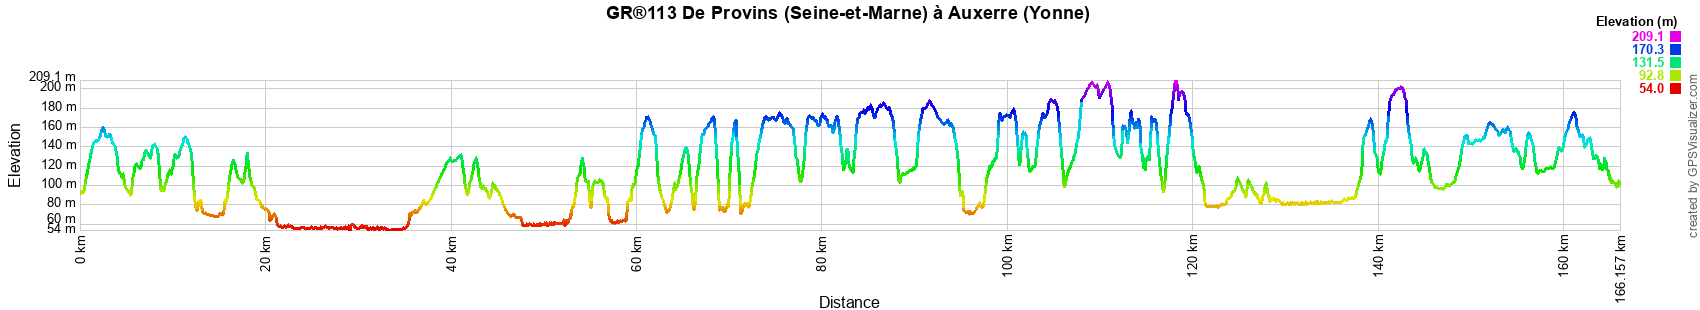 GR®113 De Provins (Seine-et-Marne) à Auxerre (Yonne)
Elevation (m)
209.1
170.3
131.5
92.8
54.0
209.1 m
200 m
180 m
160 m
140 m
120 m
100 m
80 m
60 m
54 m
Elevation
0 km
20 km
40 km
60 km
80 km
100 km
120 km
140 km
160 km
166.157 km
Distance
created by GPSVisualizer.com